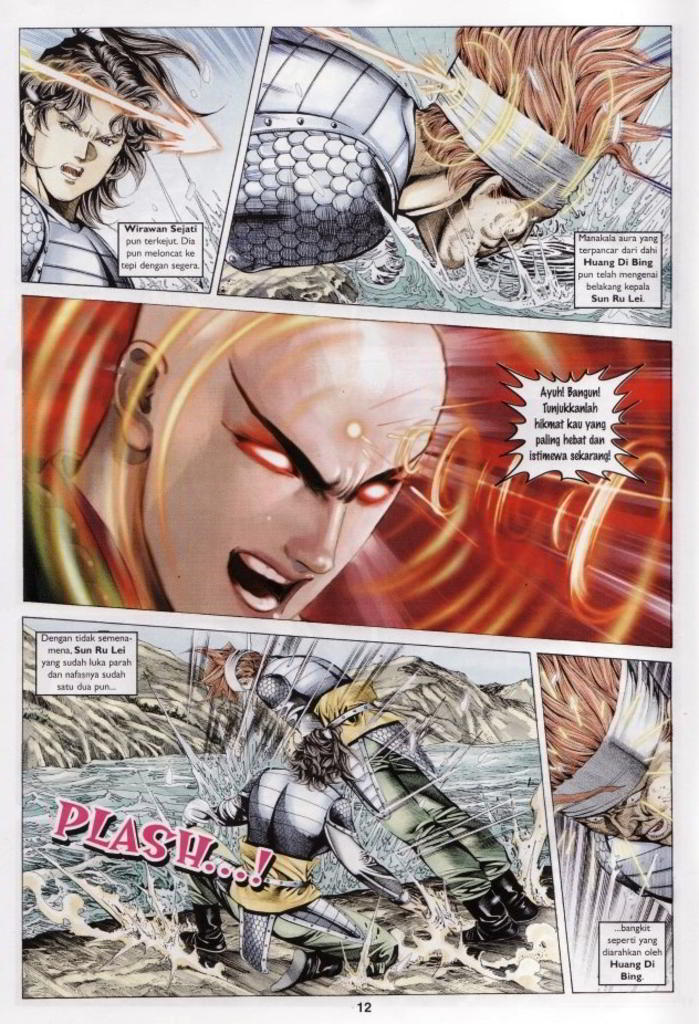 Wirawan Sejati
pun terkejut. Dia
pun meloncat ke
tepi dengan segera.
Manakala aura yang
terpancar dari dahi
Huang Di Bing
pun telah mengenai
belakang kepala
Sun Ru Lei.
Ayuh! Bangun!
Tunjukkanlah
hikmat kau yang
paling hebat dan
istimewa sekarang!
Dengan tidak semena-
mena, Sun Ru Lei
yang sudah luka parah
dan nafasnya sudah
satu dua pun...
PLASH...!
...bangkit
seperti yang
diarahkan oleh
Huang Di
Bing.
12